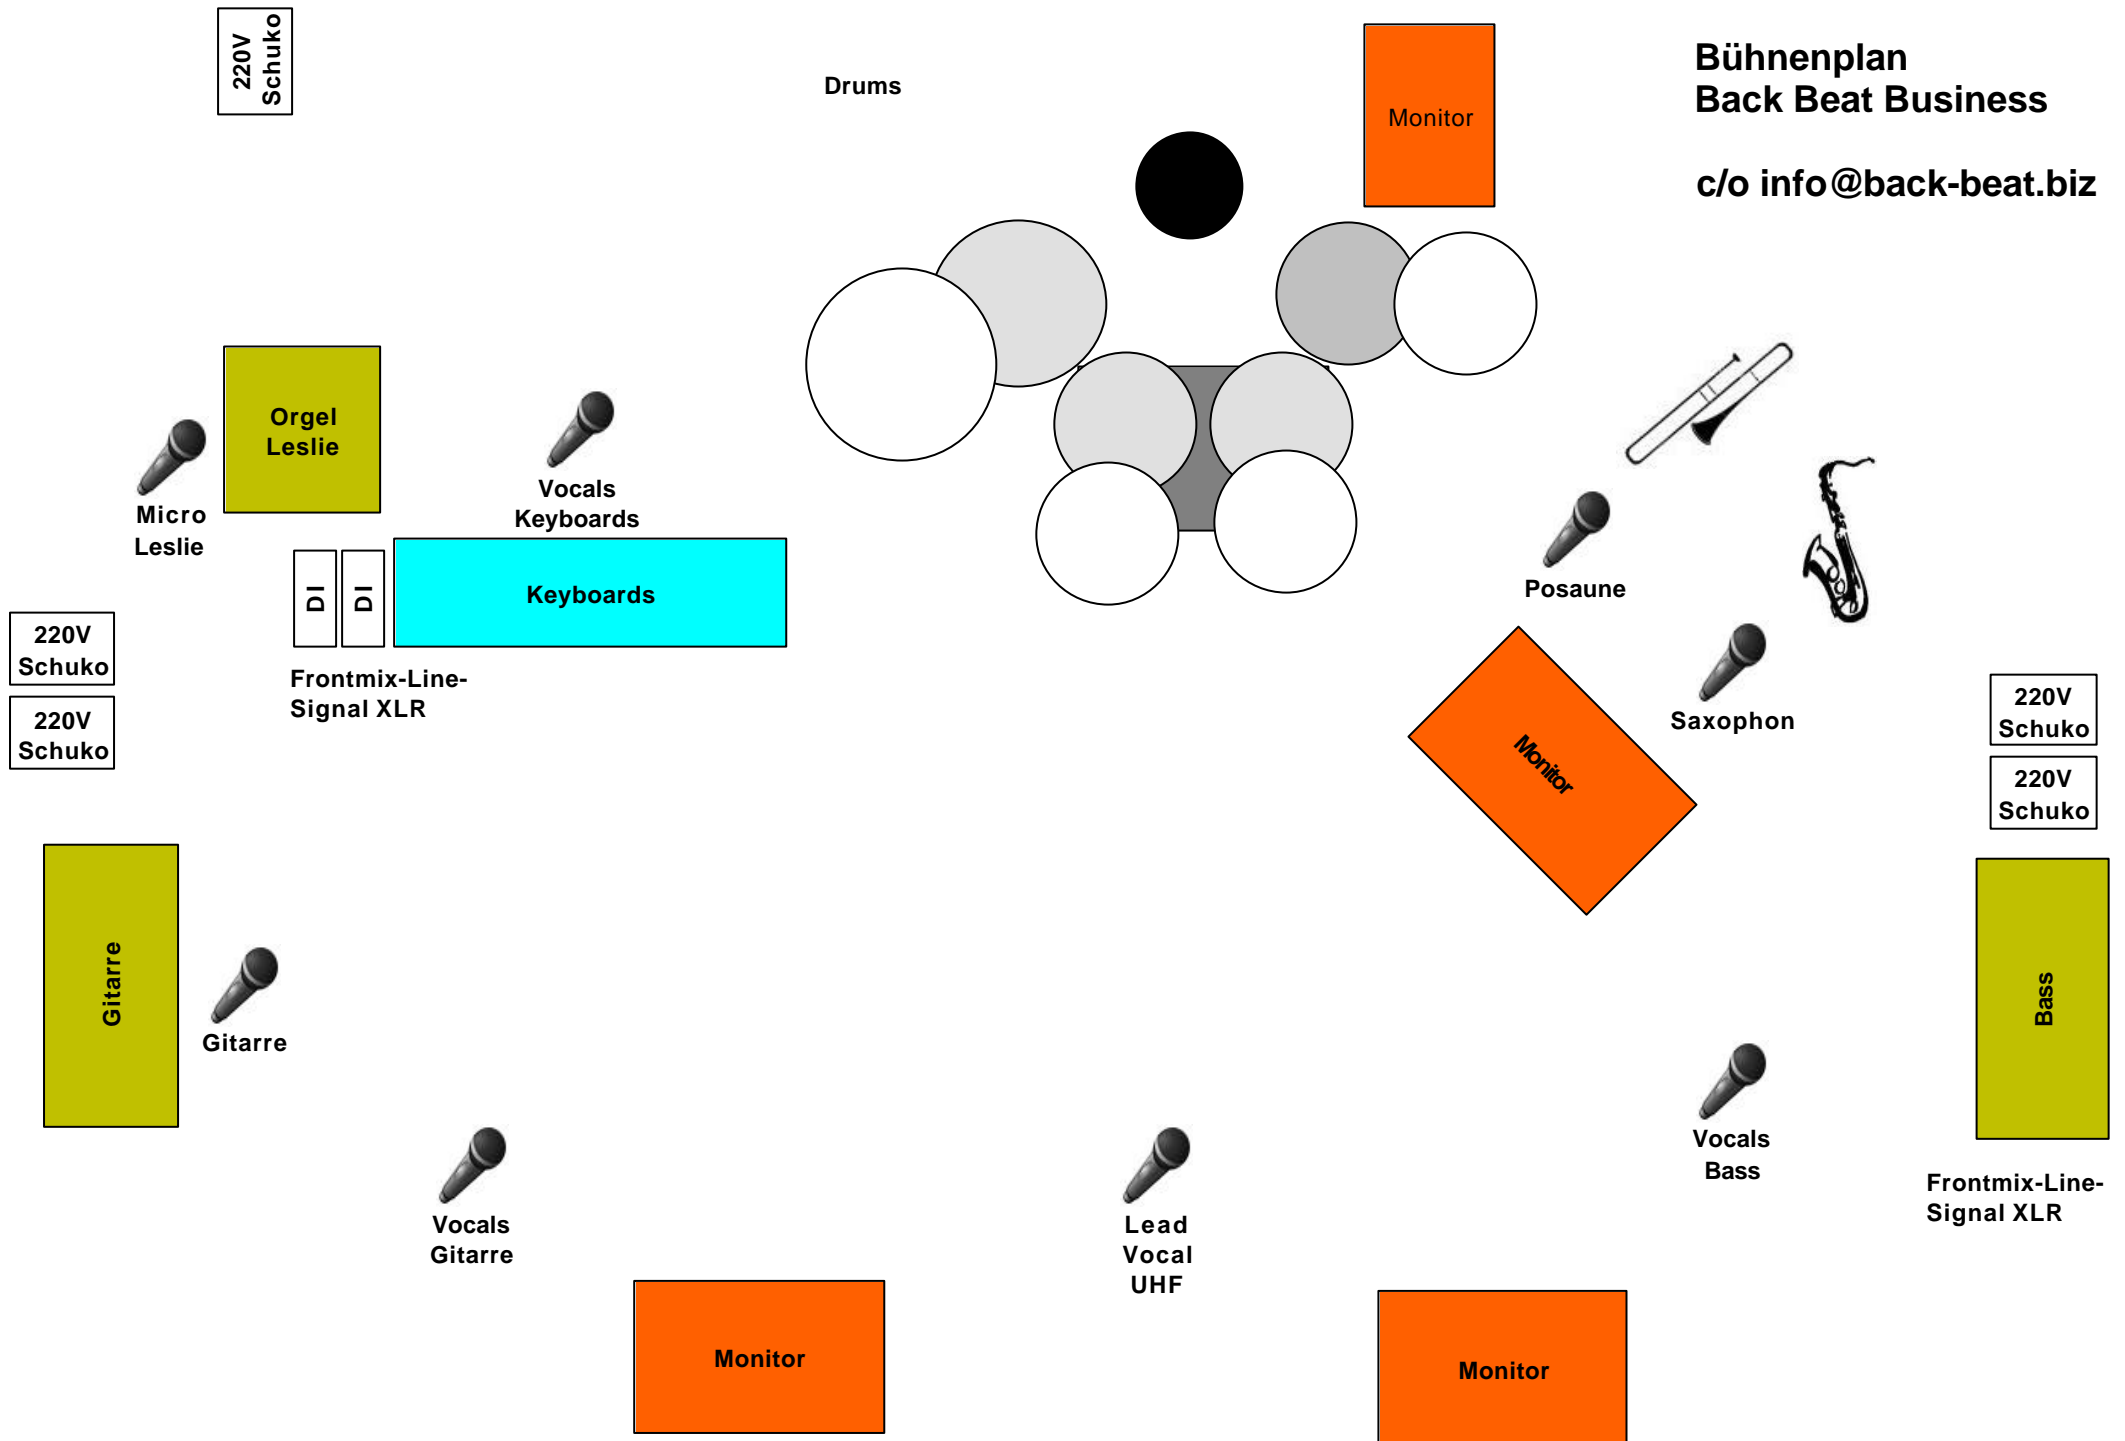 220V
Schuko
Drums
Monitor
Bühnenplan
Back Beat Business
c/o info@back-beat.biz
Orgel
Leslie
Micro
Leslie
Vocals
Keyboards
DI
DI
Keyboards
Frontmix-Line-
Signal XLR
220V
Schuko
220V
Schuko
Posaune
Saxophon
Monitor
220V
Schuko
220V
Schuko
Gitarre
Gitarre
Bass
Vocals
Bass
Frontmix-Line-
Signal XLR
Vocals
Gitarre
Lead
Vocal
UHF
Monitor
Monitor